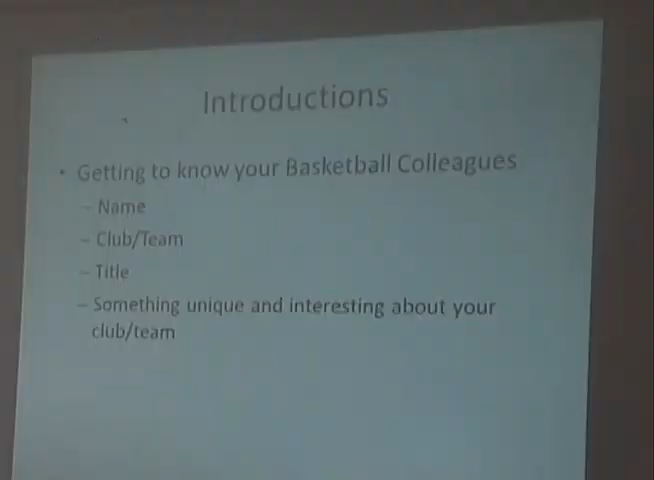 Introductions
• Getting to know your Basketball Colleagues
– Name
– Club/Team
– Title
– Something unique and interesting about your
club/team